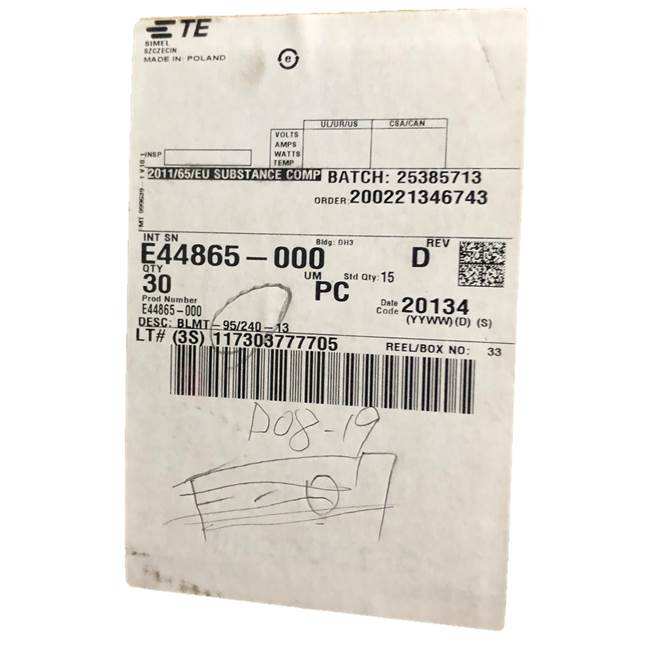 TE
SIMEL
SZCZECIN
MADE IN: POLAND
e
UL/UR/US CSA/CAN
VOLTS
AMPS
WATTS
TEMP
INSP
2011/65/EU SUBSTANCE COMP BATCH: 25385713
ORDER: 200221346743
INT SN Bldg: DH3 REV
E44865-000 D
QTY UM Std Qty: 15
30 PC Date Code 20134
Prod Number
E44865-000 (YYWW)(D) (S)
DESC: BLMT-95/240-13
LT# (3S) 117303777705 REEL/BOX NO: 33
D08-19